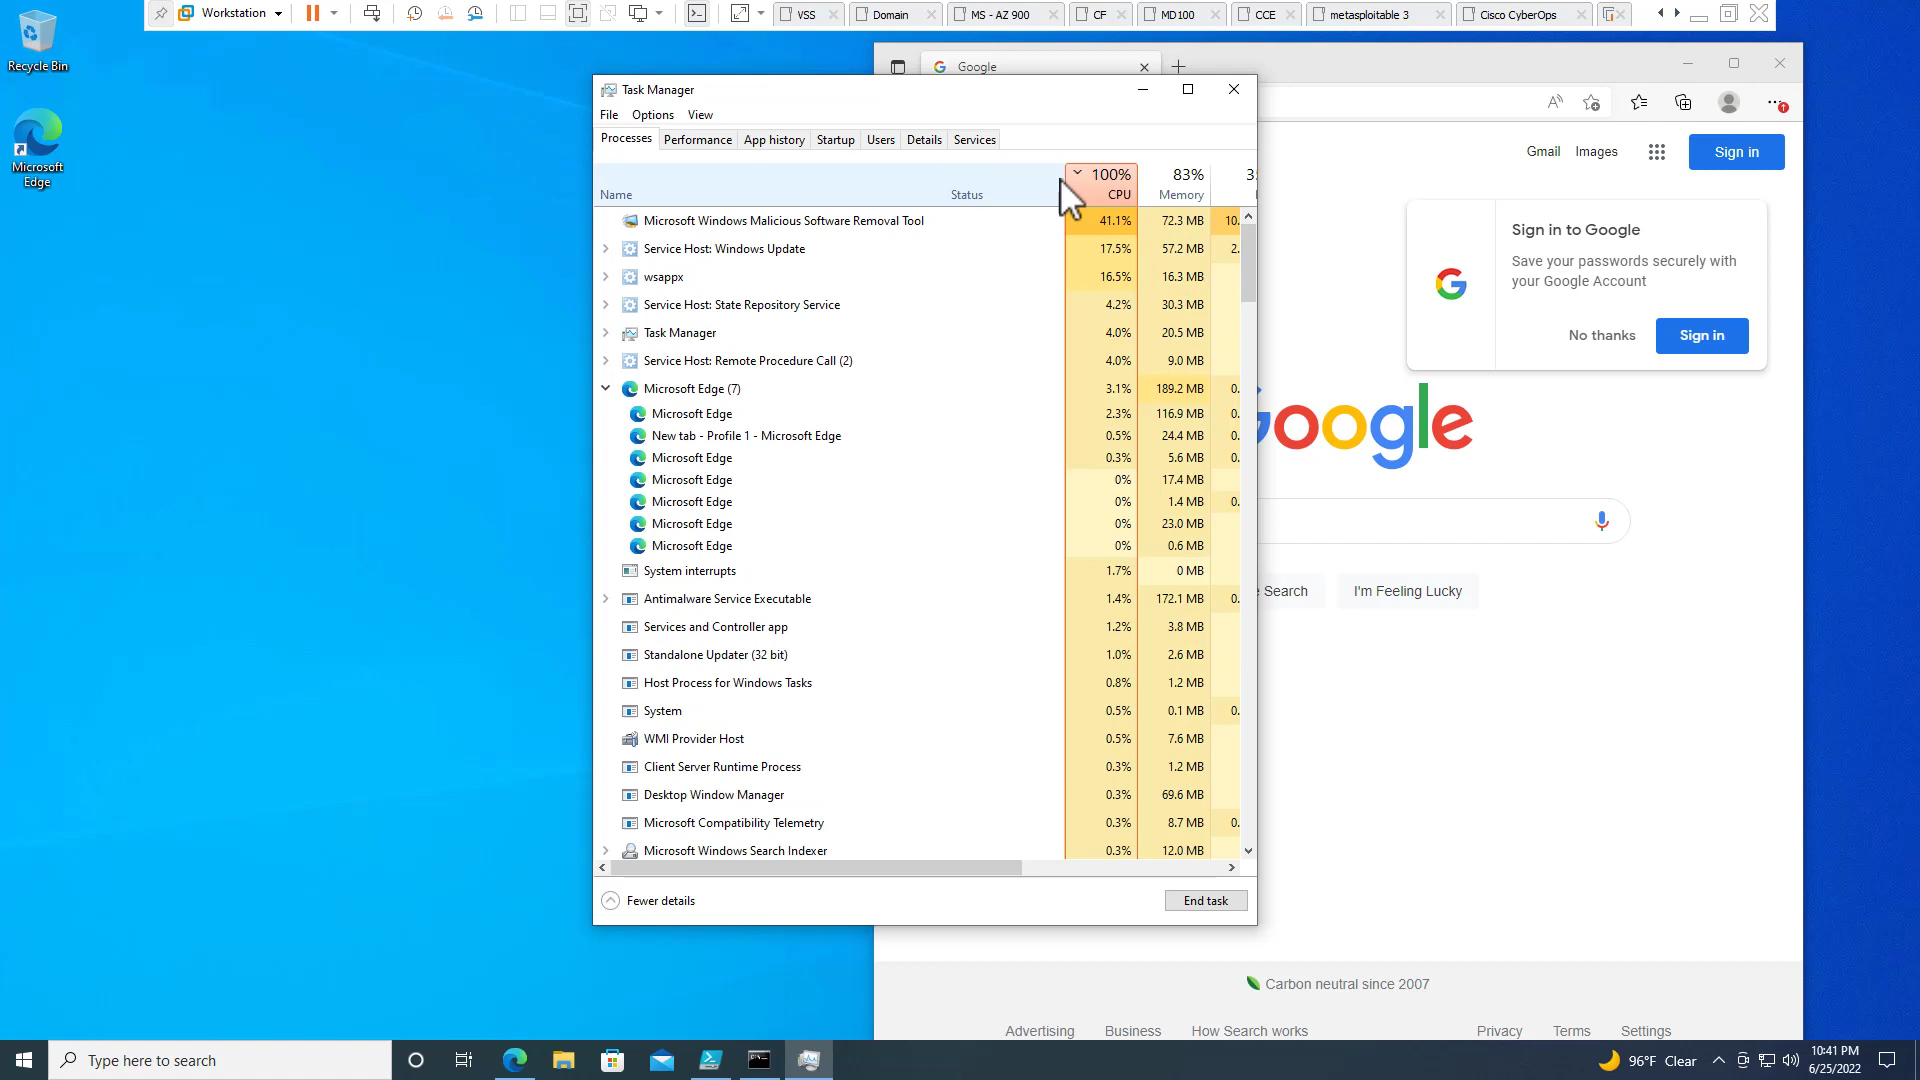 Workstation
VSS
Domain
MS - AZ 900
CF
MD100
CCE
metasploitable 3
Cisco CyberOps
Recycle Bin
Microsoft
Edge
Google
Gmail
Images
Sign in
Sign in to Google
Save your passwords securely with
your Google Account
No thanks
Sign in
Google
Search
I'm Feeling Lucky
Carbon neutral since 2007
Advertising
Business
How Search works
Privacy
Terms
Settings
Task Manager
File Options View
Processes Performance App history Startup Users Details Services
100% 83%
Name Status CPU Memory
Microsoft Windows Malicious Software Removal Tool 41.1% 72.3 MB 10.
Service Host: Windows Update 17.5% 57.2 MB 2.
wsappx 16.5% 16.3 MB
Service Host: State Repository Service 4.2% 30.3 MB
Task Manager 4.0% 20.5 MB
Service Host: Remote Procedure Call (2) 4.0% 9.0 MB
Microsoft Edge (7) 3.1% 189.2 MB 0.
Microsoft Edge 2.3% 116.9 MB 0.
New tab - Profile 1 - Microsoft Edge 0.5% 24.4 MB 0.
Microsoft Edge 0.3% 5.6 MB 0.
Microsoft Edge 0% 17.4 MB
Microsoft Edge 0% 1.4 MB 0.
Microsoft Edge 0% 23.0 MB
Microsoft Edge 0% 0.6 MB
System interrupts 1.7% 0 MB
Antimalware Service Executable 1.4% 172.1 MB 0.
Services and Controller app 1.2% 3.8 MB
Standalone Updater (32 bit) 1.0% 2.6 MB
Host Process for Windows Tasks 0.8% 1.2 MB
System 0.5% 0.1 MB 0.
WMI Provider Host 0.5% 7.6 MB
Client Server Runtime Process 0.3% 1.2 MB
Desktop Window Manager 0.3% 69.6 MB
Microsoft Compatibility Telemetry 0.3% 8.7 MB 0.
Microsoft Windows Search Indexer 0.3% 12.0 MB
Fewer details
End task
Type here to search
96°F Clear
10:41 PM
6/25/2022